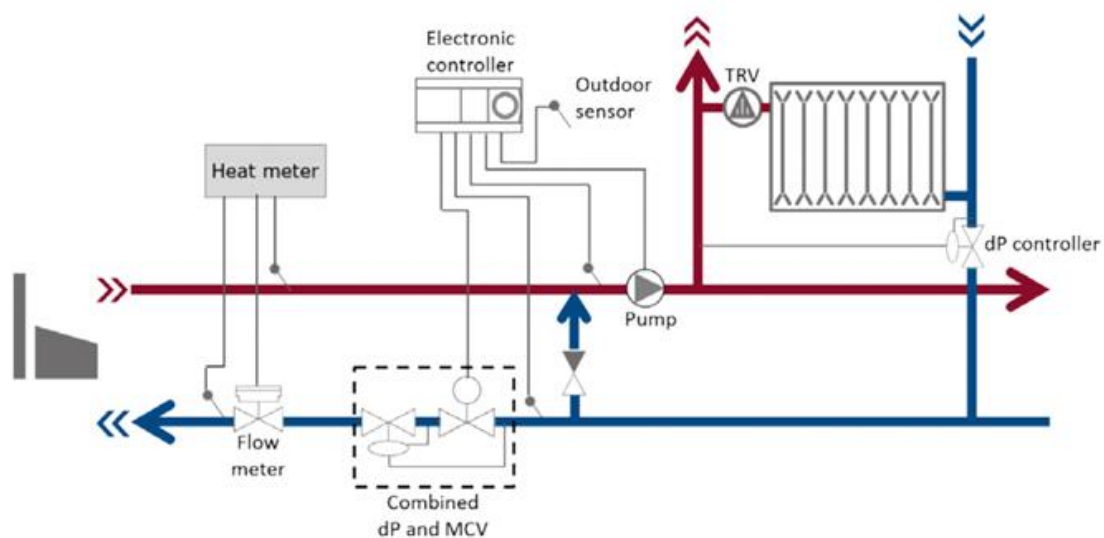 Electronic
controller
Outdoor
sensor
TRV
Heat meter
dP controller
Pump
Flow
meter
Combined
dP and MCV